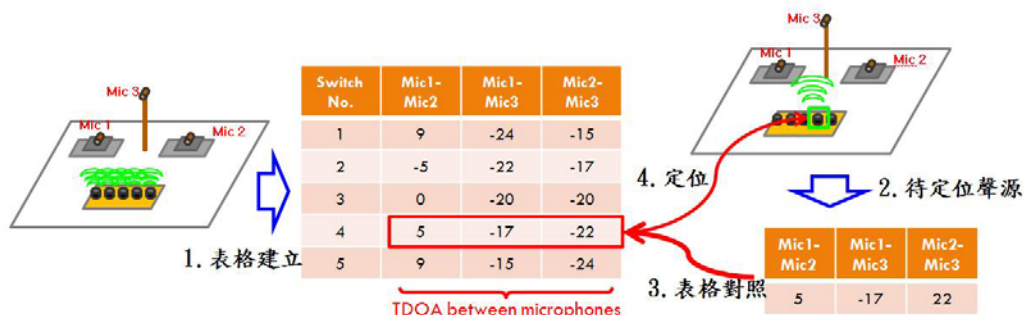 Mic 3
Mic 1
Mic 2
Switch No. Mic1-Mic2 Mic1-Mic3 Mic2-Mic3
1 9 -24 -15
2 -5 -22 -17
3 0 -20 -20
4 5 -17 -22
5 9 -15 -24
TDOA between microphones
1. 表格建立
Mic 3
Mic 1
Mic 2
2. 待定位聲源
Mic1-Mic2 Mic1-Mic3 Mic2-Mic3
5 -17 22
3. 表格對照
4. 定位